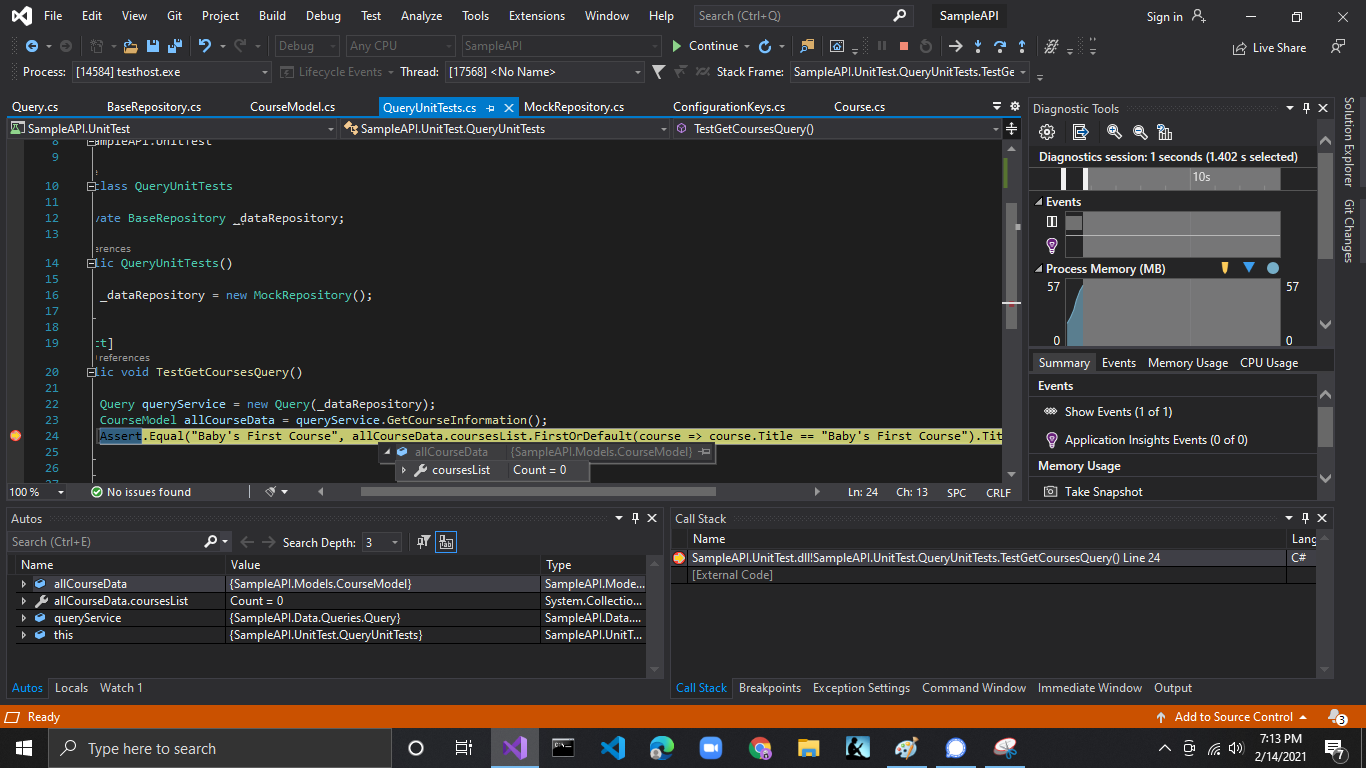 File Edit View Git Project Build Debug Test Analyze Tools Extensions Window Help Search (Ctrl+Q) SampleAPI Sign in
Debug Any CPU SampleAPI Continue Live Share
Process: [14584] testhost.exe Lifecycle Events Thread: [17568] <No Name> Stack Frame: SampleAPI.UnitTest.QueryUnitTests.TestGe
Query.cs BaseRepository.cs CourseModel.cs QueryUnitTests.cs MockRepository.cs ConfigurationKeys.cs Course.cs
SampleAPI.UnitTest SampleAPI.UnitTest.QueryUnitTests TestGetCoursesQuery()
8 ampleAPI.UnitTest
9
10 class QueryUnitTests
11
12 vate BaseRepository _dataRepository;
13
erences
14 lic QueryUnitTests()
15
16 _dataRepository = new MockRepository();
17
18
19 ct]
references
20 lic void TestGetCoursesQuery()
21
22 Query queryService = new Query(_dataRepository);
23 CourseModel allCourseData = queryService.GetCourseInformation();
24 Assert.Equal("Baby's First Course", allCourseData.coursesList.FirstOrDefault(course => course.Title == "Baby's First Course").Tit
25 allCourseData {SampleAPI.Models.CourseModel}
26 coursesList Count = 0
27
100 % No issues found Ln: 24 Ch: 13 SPC CRLF
Diagnostic Tools
Diagnostics session: 1 seconds (1.402 s selected)
10s
Events
Process Memory (MB)
57 57
0 0
Summary Events Memory Usage CPU Usage
Events
Show Events (1 of 1)
Application Insights Events (0 of 0)
Memory Usage
Take Snapshot
Solution Explorer
Git Changes
Autos
Search (Ctrl+E) Search Depth: 3
Name Value Type
allCourseData {SampleAPI.Models.CourseModel} SampleAPI.Mode...
allCourseData.coursesList Count = 0 System.Collectio...
queryService {SampleAPI.Data.Queries.Query} SampleAPI.Data....
this {SampleAPI.UnitTest.QueryUnitTests} SampleAPI.UnitT...
Autos Locals Watch 1
Call Stack
Name Lang
SampleAPI.UnitTest.dll!SampleAPI.UnitTest.QueryUnitTests.TestGetCoursesQuery() Line 24 C#
[External Code]
Call Stack Breakpoints Exception Settings Command Window Immediate Window Output
Ready Add to Source Control 3
Type here to search
7:13 PM
2/14/2021
7